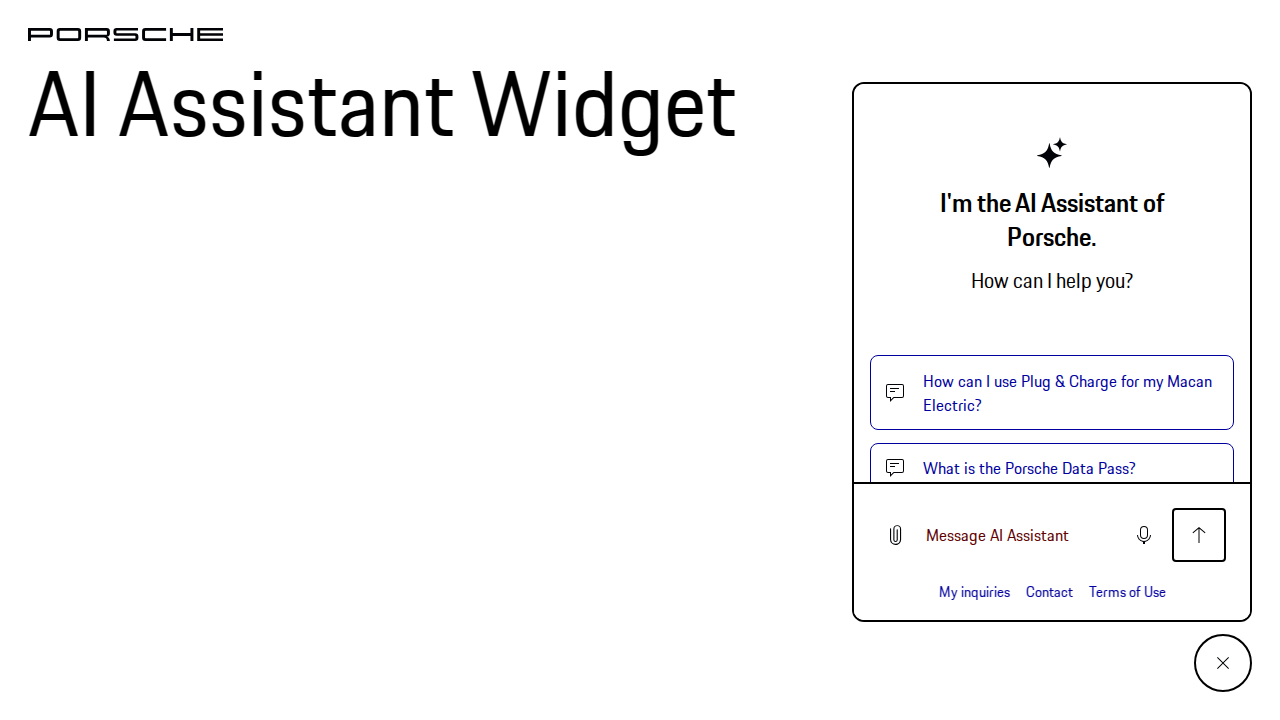 PORSCHE
AI Assistant Widget
I'm the AI Assistant of
Porsche.
How can I help you?
How can I use Plug & Charge for my Macan
Electric?
What is the Porsche Data Pass?
Message AI Assistant
My inquiries Contact Terms of Use